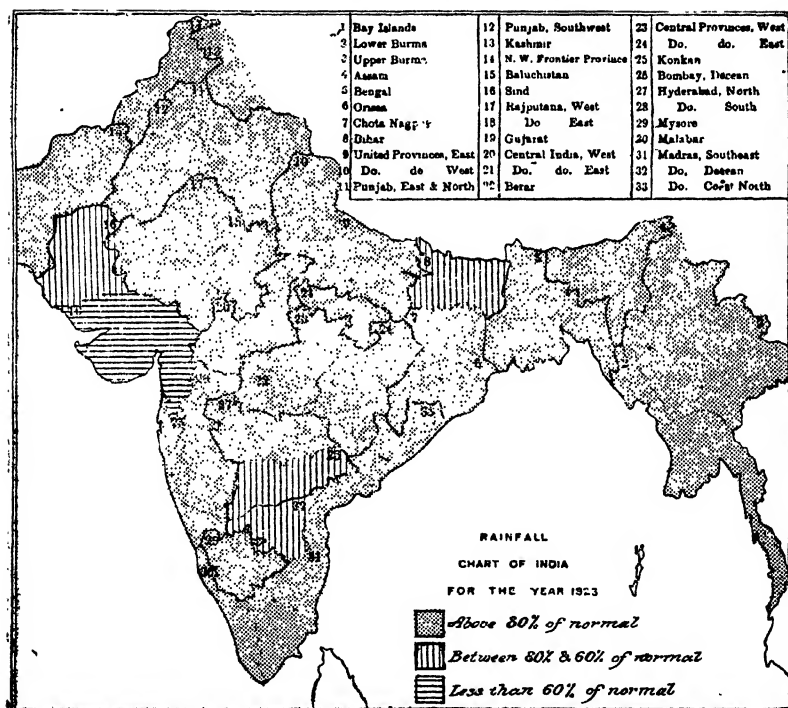 1 Bay Islands
2 Lower Burma
3 Upper Burma
4 Assam
5 Bengal
6 Orissa
7 Chota Nagpur
8 Bihar
9 United Provinces, East
10 Do. do West
11 Punjab, East & North
12 Punjab, Southwest
13 Kashmir
14 N. W. Frontier Province
15 Baluchistan
16 Sind
17 Rajputana, West
18 Do East
19 Gujarat
20 Central India, West
21 Do. do. East
22 Berar
23 Central Provinces, West
24 Do. do. East
25 Konkan
26 Bombay, Deccan
27 Hyderabad, North
28 Do. South
29 Mysore
30 Malabar
31 Madras, Southeast
32 Do. Deccan
33 Do. Coast North
RAINFALL
CHART OF INDIA
FOR THE YEAR 1923
Above 80% of normal
Between 80% & 60% of normal
Less than 60% of normal